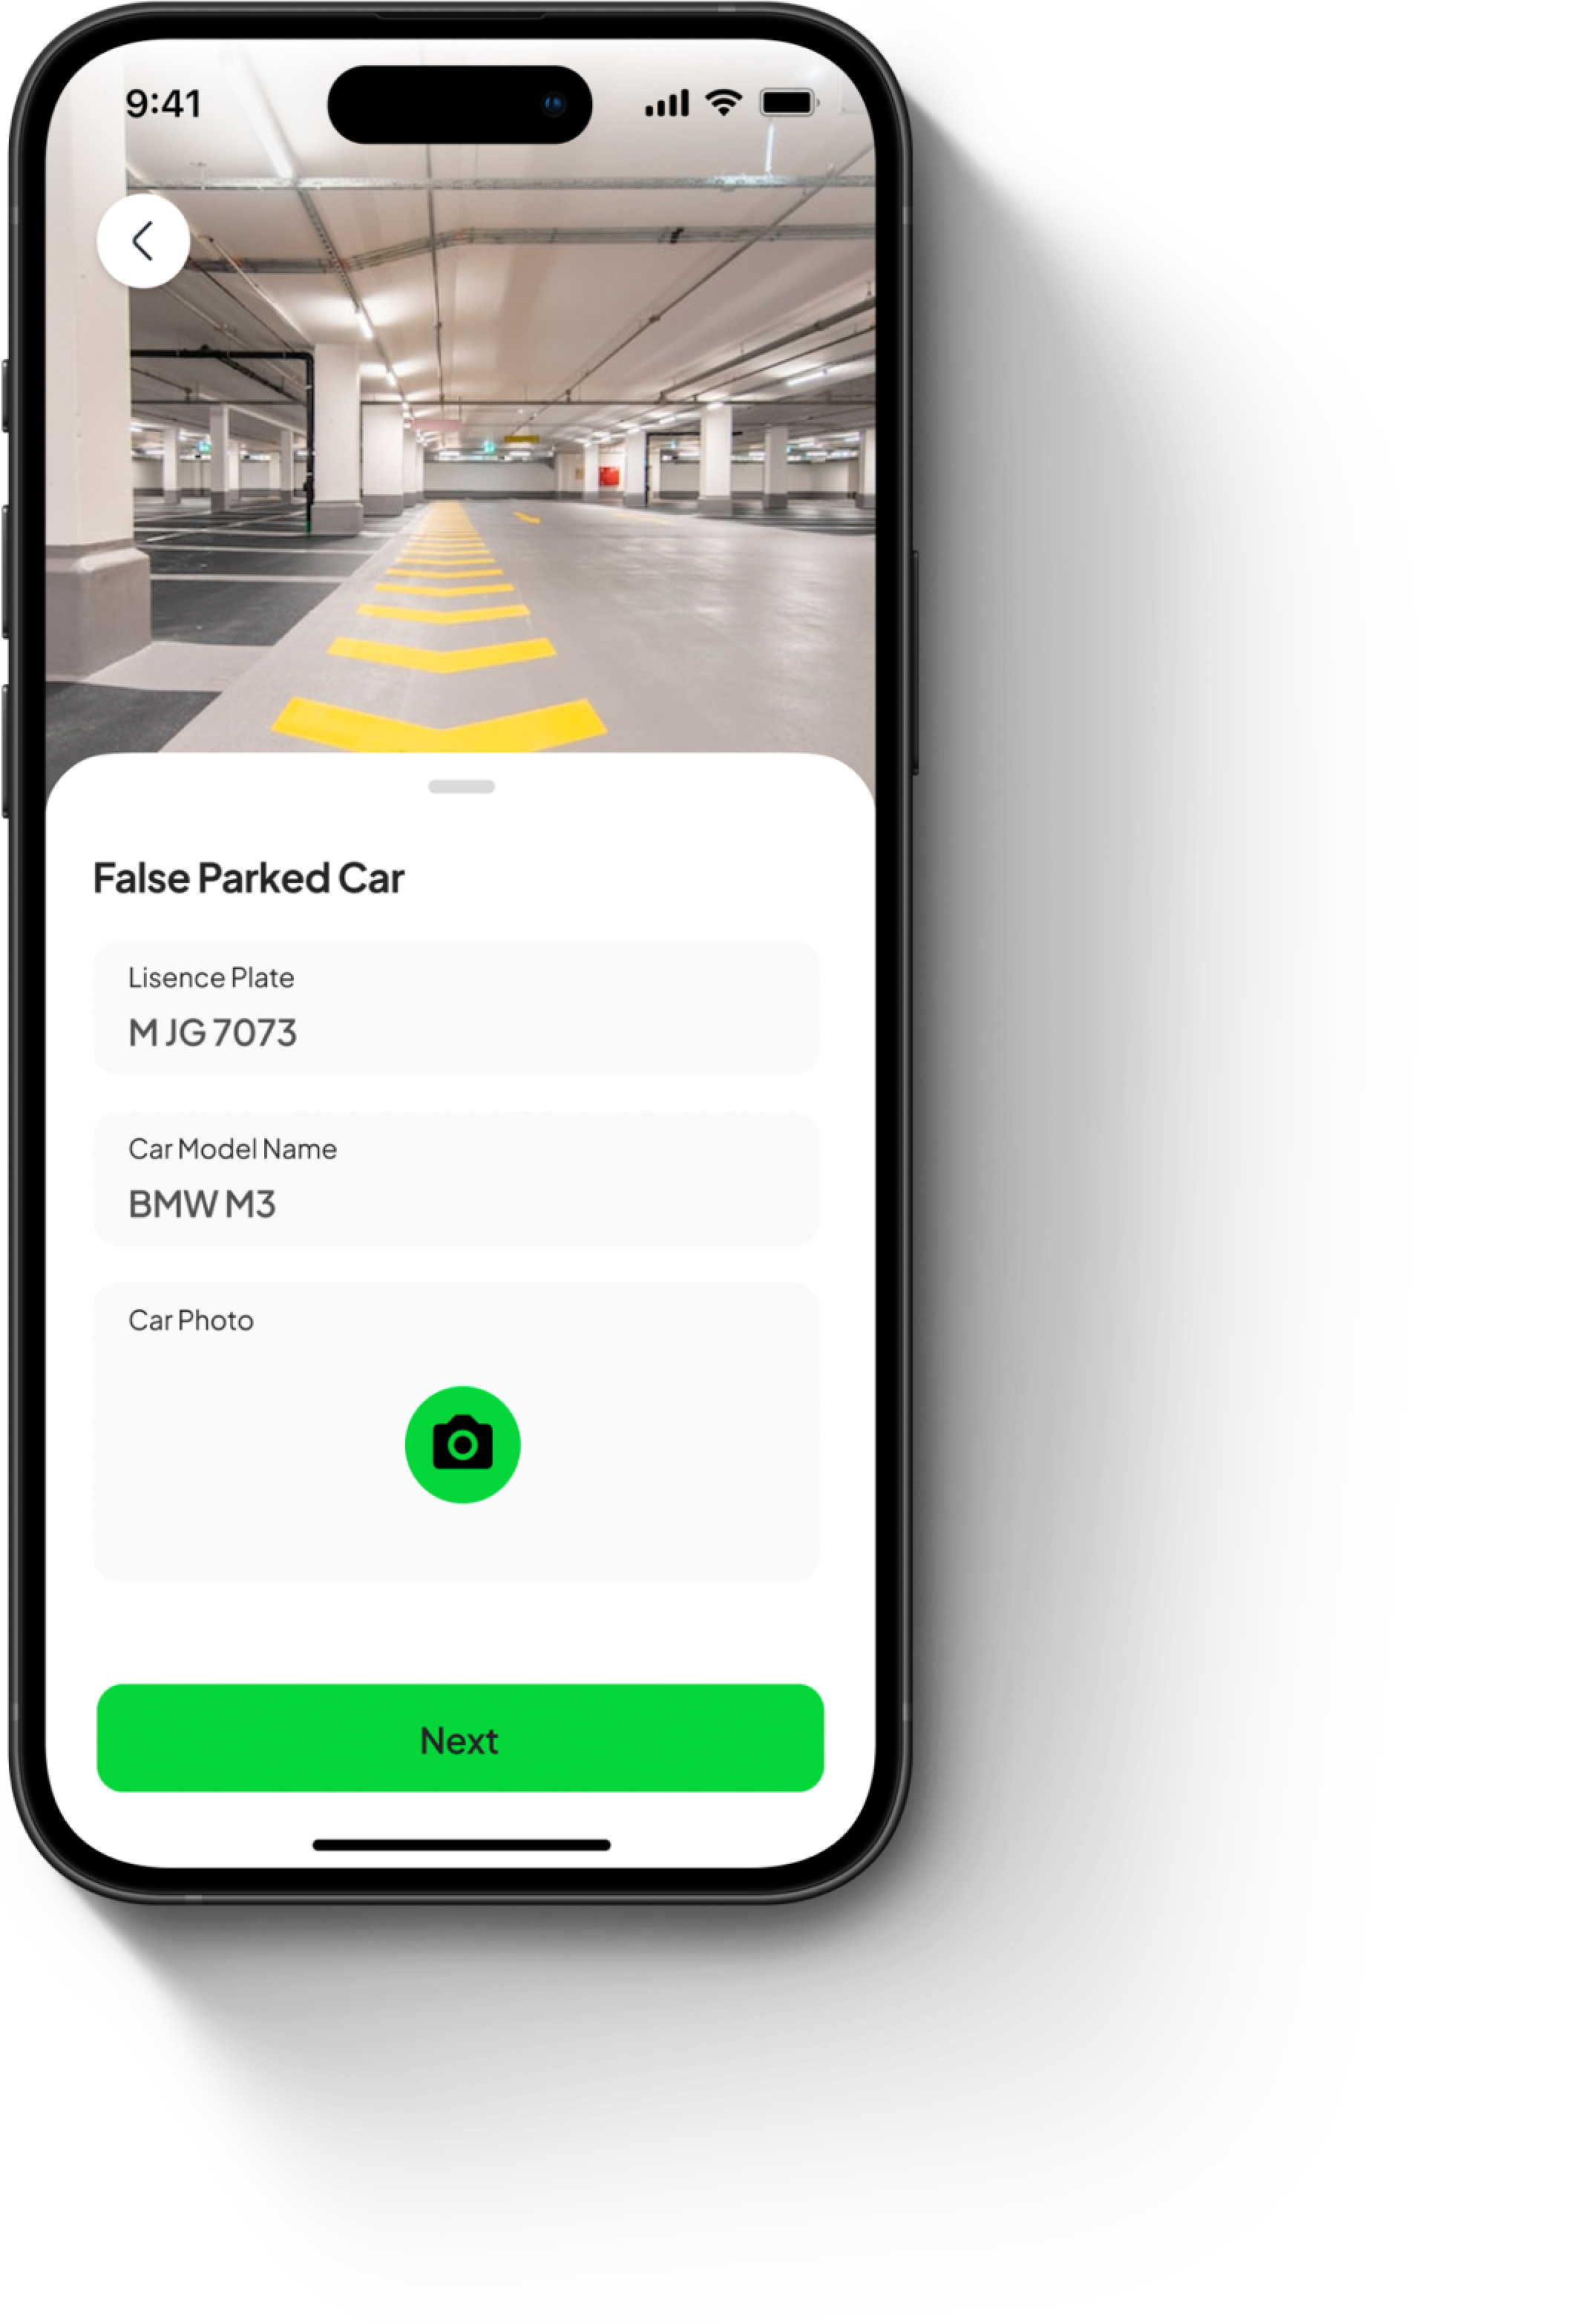 9:41
False Parked Car
Lisence Plate
M JG 7073
Car Model Name
BMW M3
Car Photo
Next